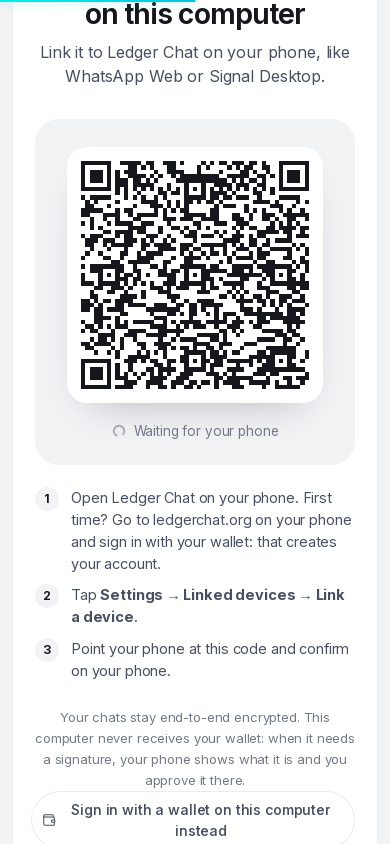 on this computer
Link it to Ledger Chat on your phone, like
WhatsApp Web or Signal Desktop.
Waiting for your phone
1 Open Ledger Chat on your phone. First
time? Go to ledgerchat.org on your phone
and sign in with your wallet: that creates
your account.
2 Tap Settings → Linked devices → Link
a device.
3 Point your phone at this code and confirm
on your phone.
Your chats stay end-to-end encrypted. This
computer never receives your wallet: when it needs
a signature, your phone shows what it is and you
approve it there.
Sign in with a wallet on this computer
instead